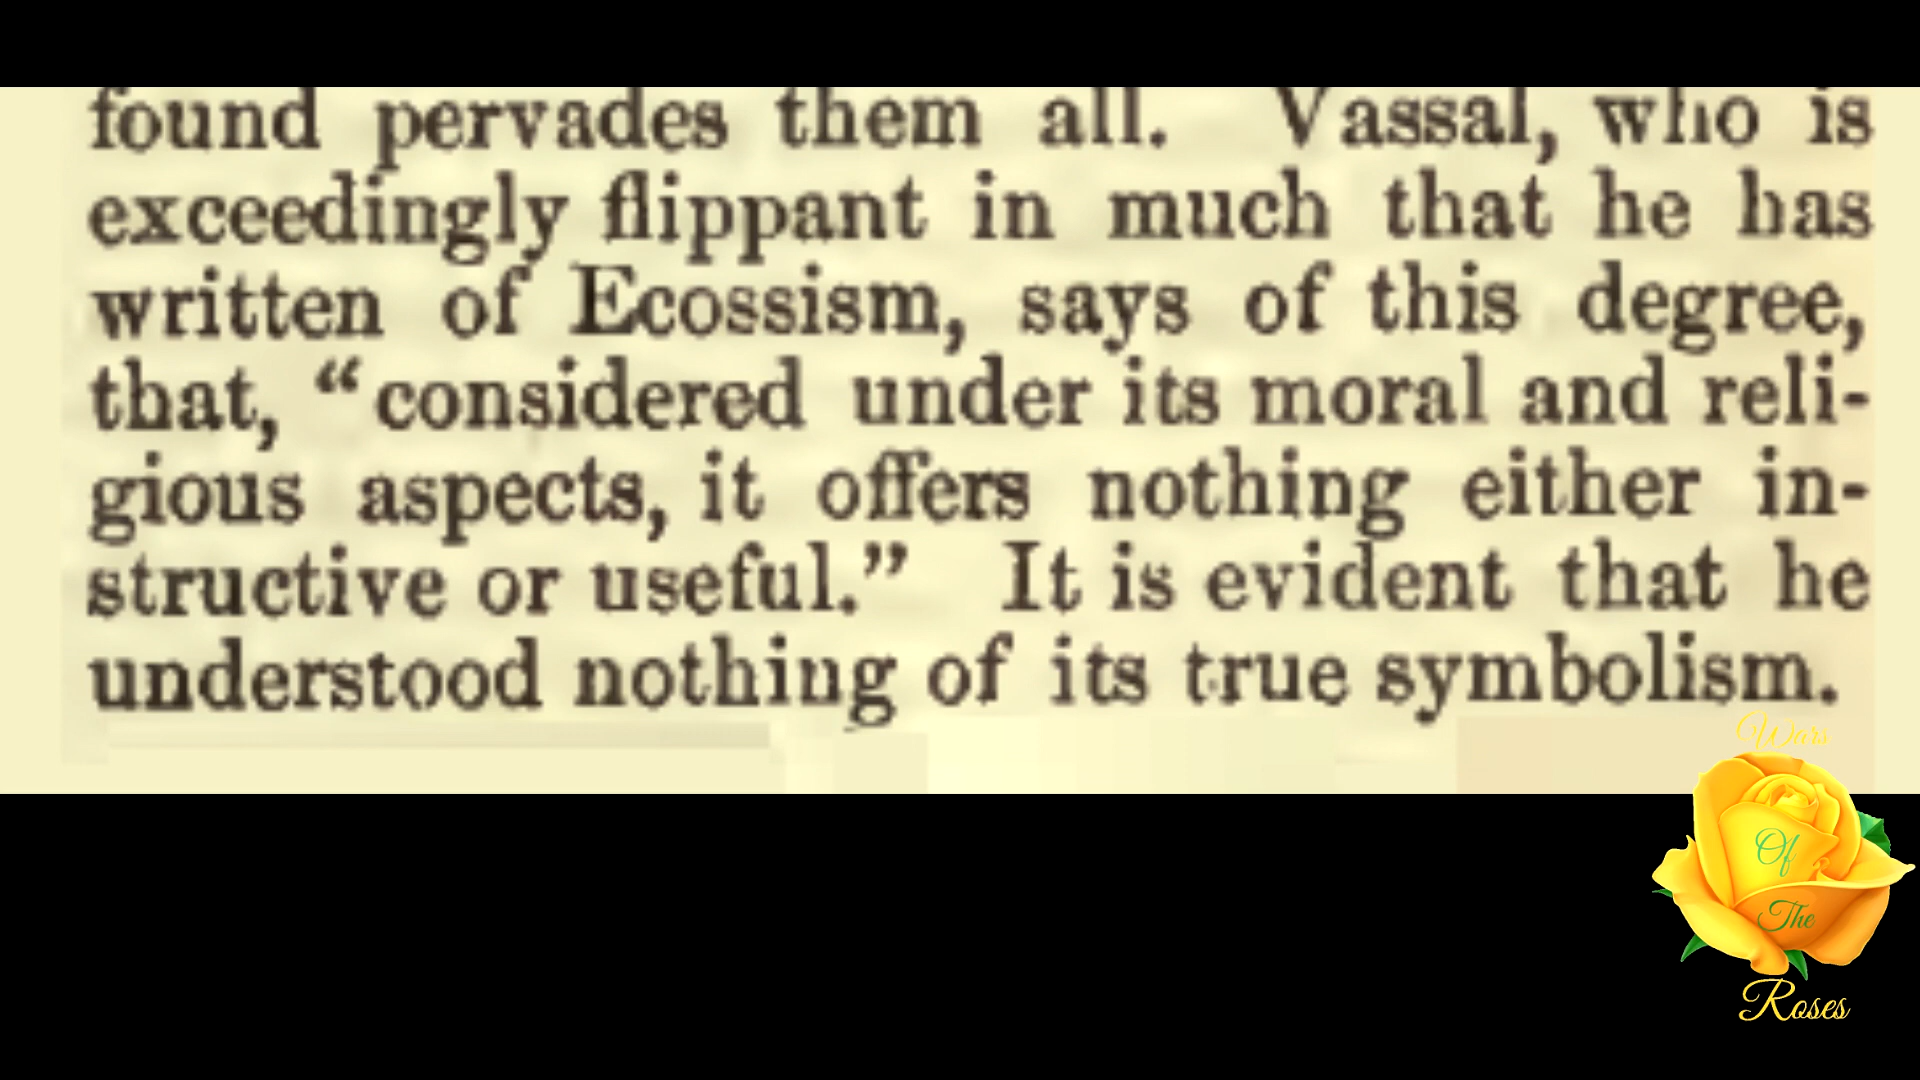 found pervades them all. Vassal, who is
exceedingly flippant in much that he has
written of Ecossism, says of this degree,
that, “considered under its moral and reli-
gious aspects, it offers nothing either in-
structive or useful.” It is evident that he
understood nothing of its true symbolism.
Wars
Of
The
Roses